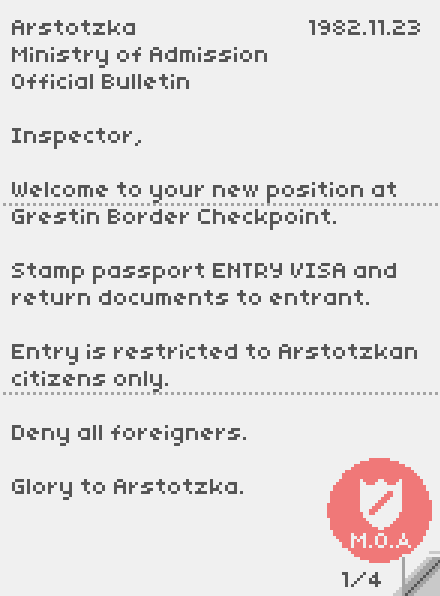 Arstotzka 1982.11.23
Ministry of Admission
Official Bulletin
Inspector,
Welcome to your new position at
Grestin Border Checkpoint.
Stamp passport ENTRY VISA and
return documents to entrant.
Entry is restricted to Arstotzkan
citizens only.
Deny all foreigners.
Glory to Arstotzka.
M.O.A
1/4